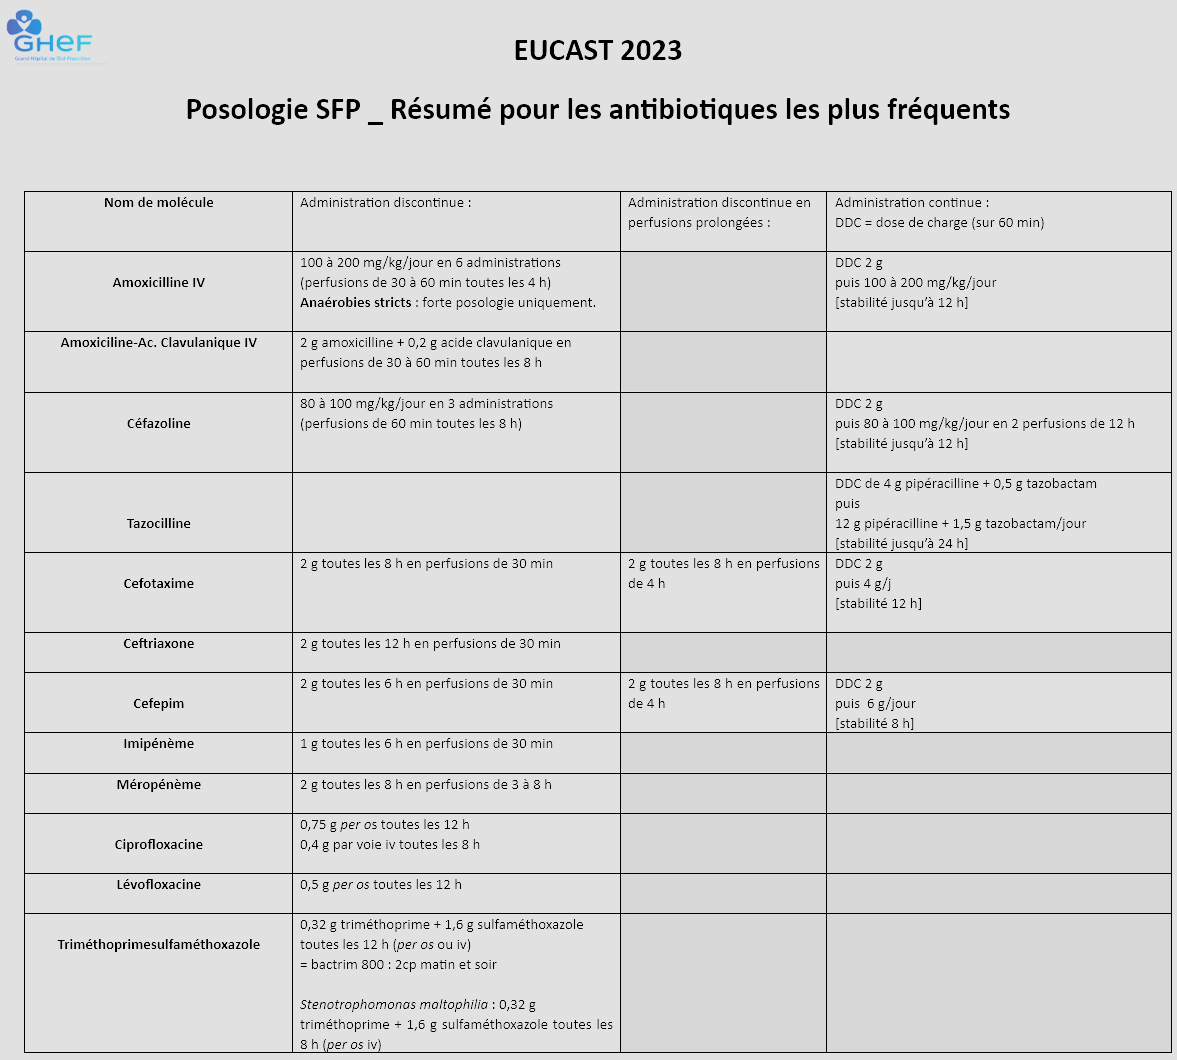 GHEF
Grand Hôpital de l'Est Francilien
EUCAST 2023
Posologie SFP _ Résumé pour les antibiotiques les plus fréquents
Nom de molécule
Administration discontinue :
Administration discontinue en
perfusions prolongées :
Administration continue :
DDC = dose de charge (sur 60 min)
Amoxicilline IV
100 à 200 mg/kg/jour en 6 administrations
(perfusions de 30 à 60 min toutes les 4 h)
Anaérobies stricts : forte posologie uniquement.
DDC 2 g
puis 100 à 200 mg/kg/jour
[stabilité jusqu’à 12 h]
Amoxiciline-Ac. Clavulanique IV
2 g amoxicilline + 0,2 g acide clavulanique en
perfusions de 30 à 60 min toutes les 8 h
Céfazoline
80 à 100 mg/kg/jour en 3 administrations
(perfusions de 60 min toutes les 8 h)
DDC 2 g
puis 80 à 100 mg/kg/jour en 2 perfusions de 12 h
[stabilité jusqu’à 12 h]
Tazocilline
DDC de 4 g pipéracilline + 0,5 g tazobactam
puis
12 g pipéracilline + 1,5 g tazobactam/jour
[stabilité jusqu’à 24 h]
Cefotaxime
2 g toutes les 8 h en perfusions de 30 min
2 g toutes les 8 h en perfusions
de 4 h
DDC 2 g
puis 4 g/j
[stabilité 12 h]
Ceftriaxone
2 g toutes les 12 h en perfusions de 30 min
Cefepim
2 g toutes les 6 h en perfusions de 30 min
2 g toutes les 8 h en perfusions
de 4 h
DDC 2 g
puis 6 g/jour
[stabilité 8 h]
Imipénème
1 g toutes les 6 h en perfusions de 30 min
Méropénème
2 g toutes les 8 h en perfusions de 3 à 8 h
Ciprofloxacine
0,75 g per os toutes les 12 h
0,4 g par voie iv toutes les 8 h
Lévofloxacine
0,5 g per os toutes les 12 h
Triméthoprimesulfaméthoxazole
0,32 g triméthoprime + 1,6 g sulfaméthoxazole
toutes les 12 h (per os ou iv)
= bactrim 800 : 2cp matin et soir
Stenotrophomonas maltophilia : 0,32 g
triméthoprime + 1,6 g sulfaméthoxazole toutes les
8 h (per os iv)